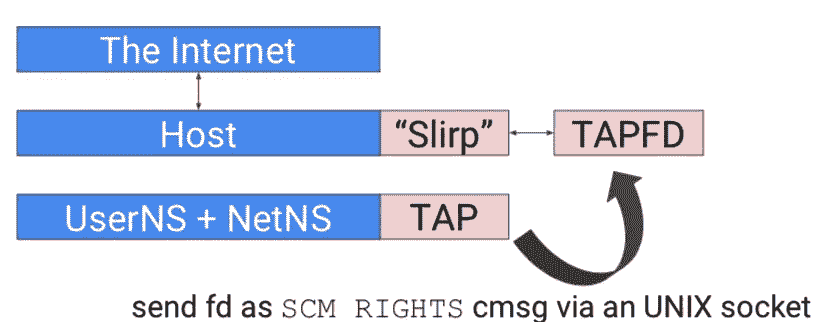 The Internet
Host “Slirp” TAPFD
UserNS + NetNS TAP
send fd as SCM RIGHTS cmsg via an UNIX socket